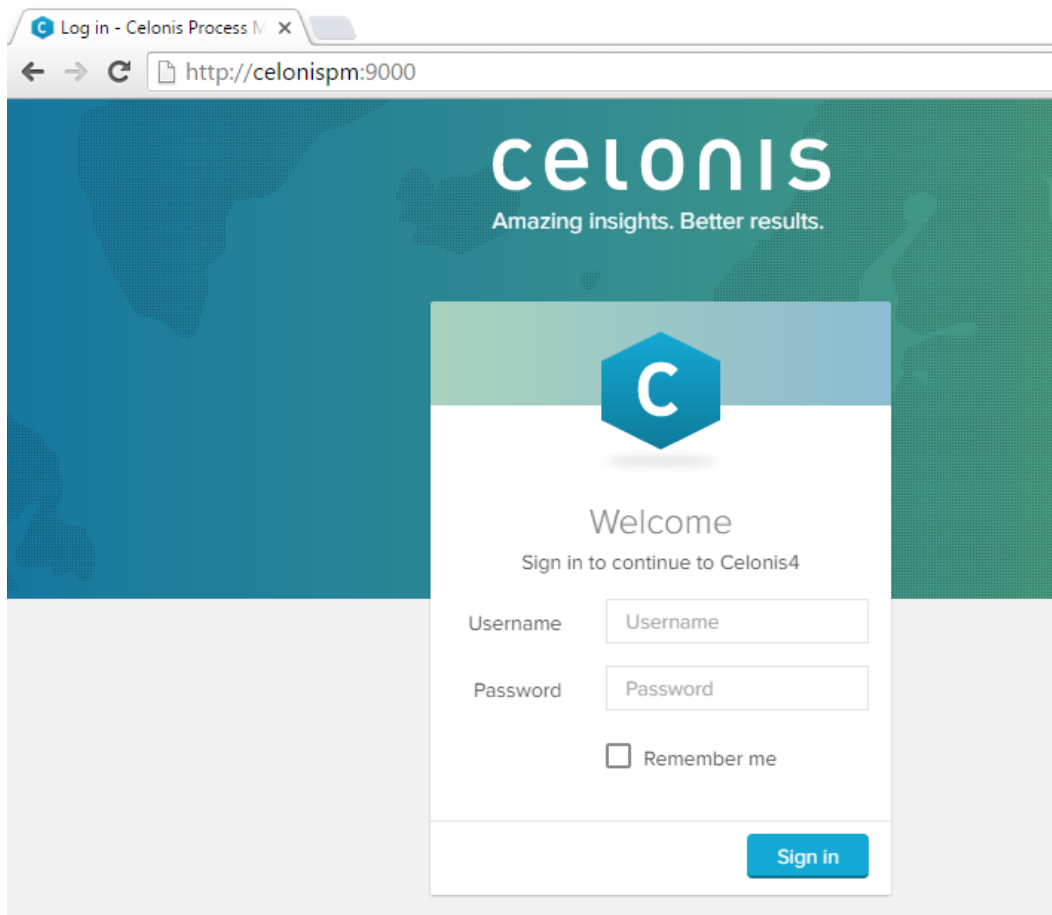 Log in - Celonis Process M
http://celonispm:9000
celonis
Amazing insights. Better results.
C
Welcome
Sign in to continue to Celonis4
Username Username
Password Password
Remember me
Sign in